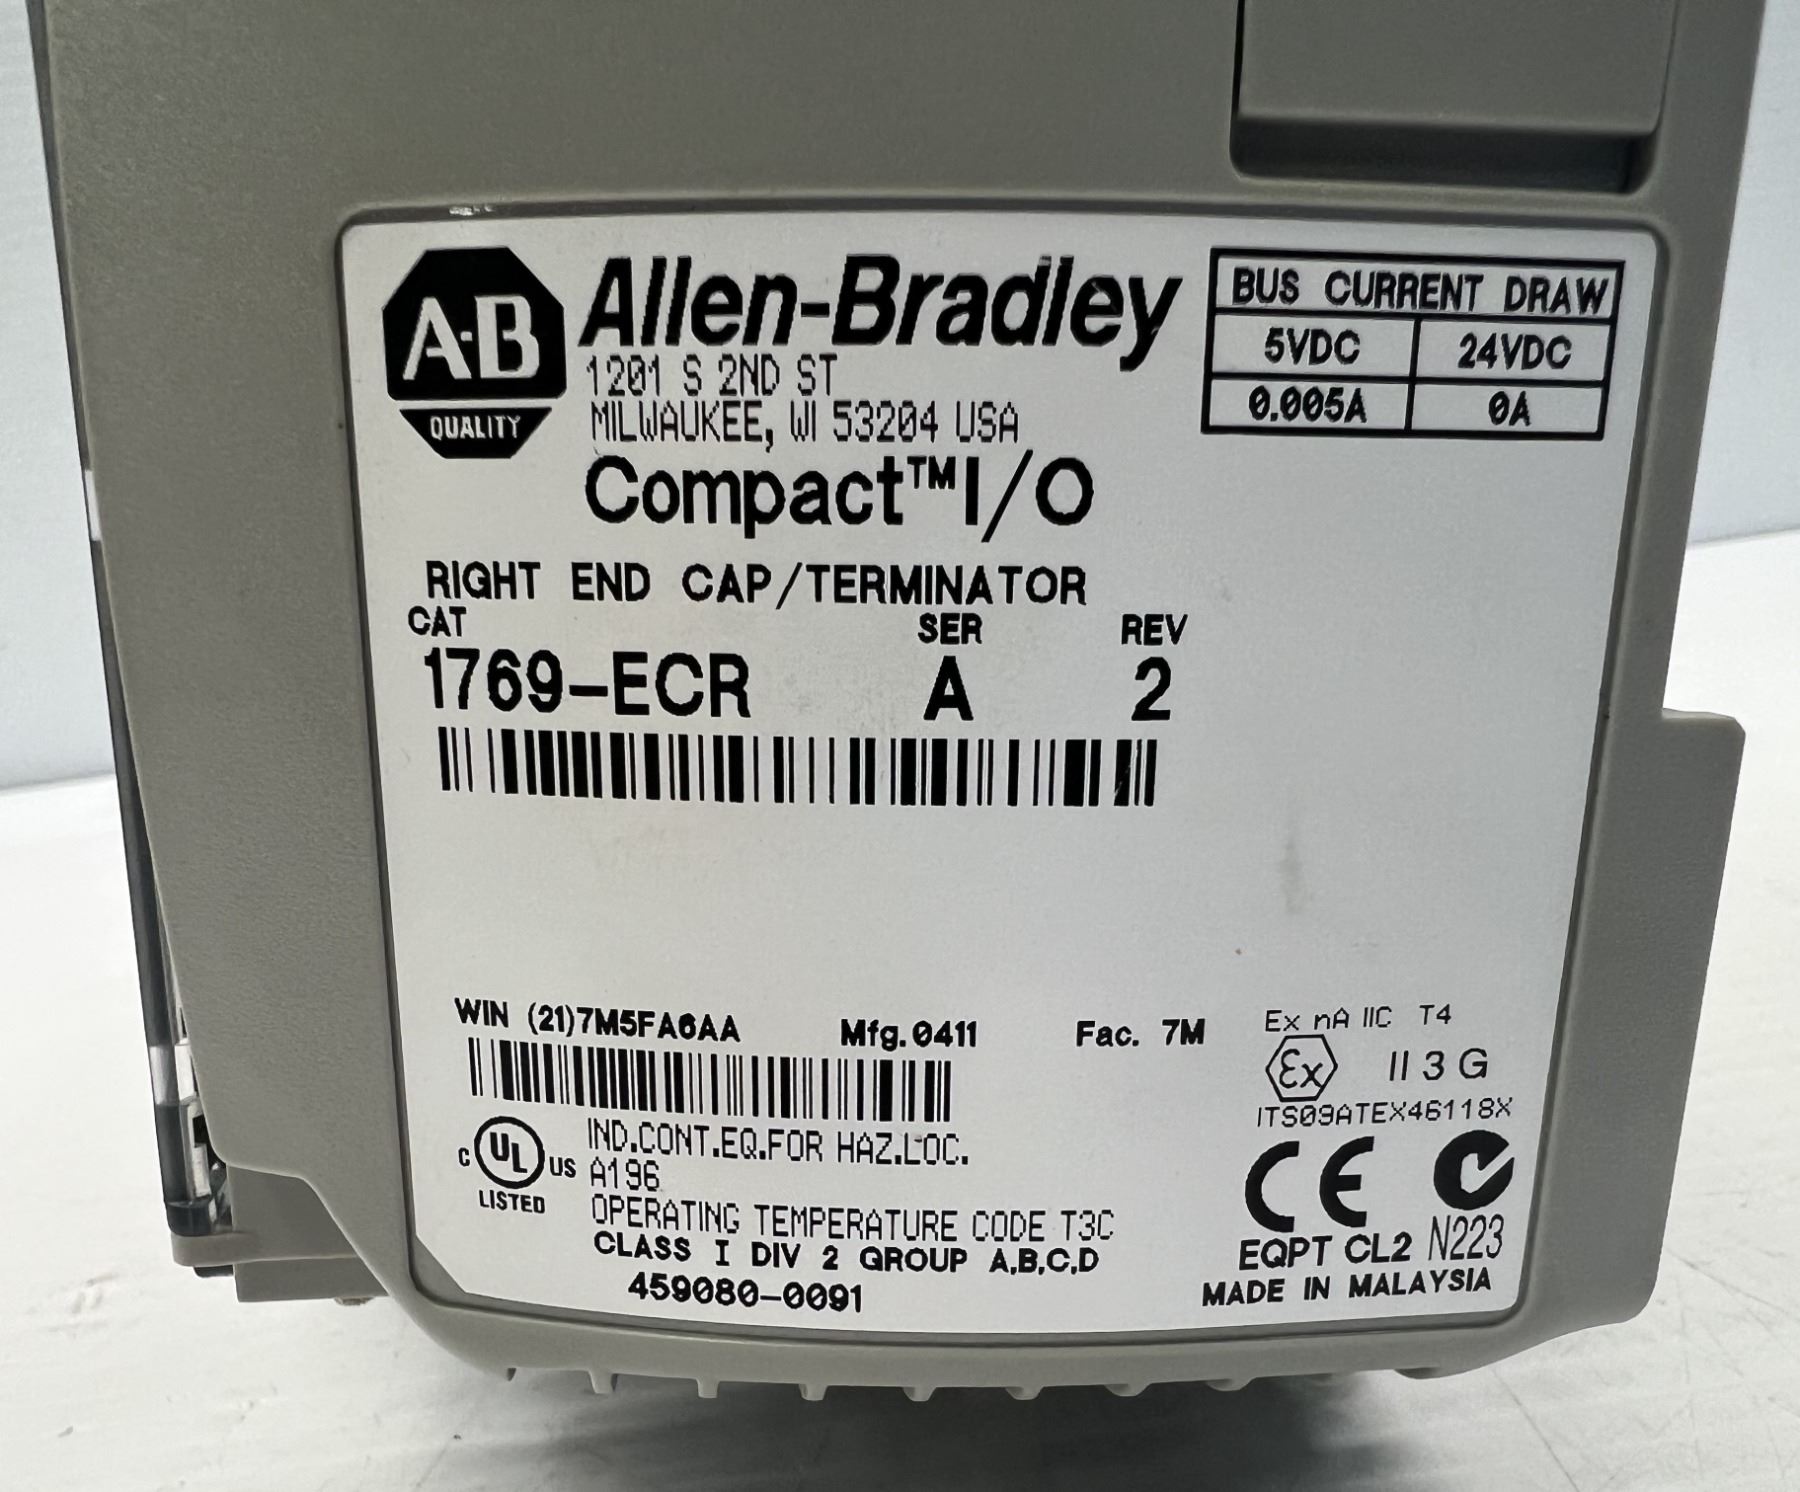 A·B
QUALITY
Allen-Bradley
1201 S 2ND ST
MILWAUKEE, WI 53204 USA
Compact™I/O
BUS CURRENT DRAW
5VDC 24VDC
0.005A 0A
RIGHT END CAP/TERMINATOR
CAT SER REV
1769-ECR A 2
WIN (21)7M5FA6AA Mfg.0411 Fac. 7M
Ex nA IIC T4
Ex II 3 G
ITS09ATEX46118X
C UL US
LISTED
IND.CONT.EQ.FOR HAZ.LOC.
A196
OPERATING TEMPERATURE CODE T3C
CLASS I DIV 2 GROUP A,B,C,D
459080-0091
CE
EQPT CL2 N223
MADE IN MALAYSIA